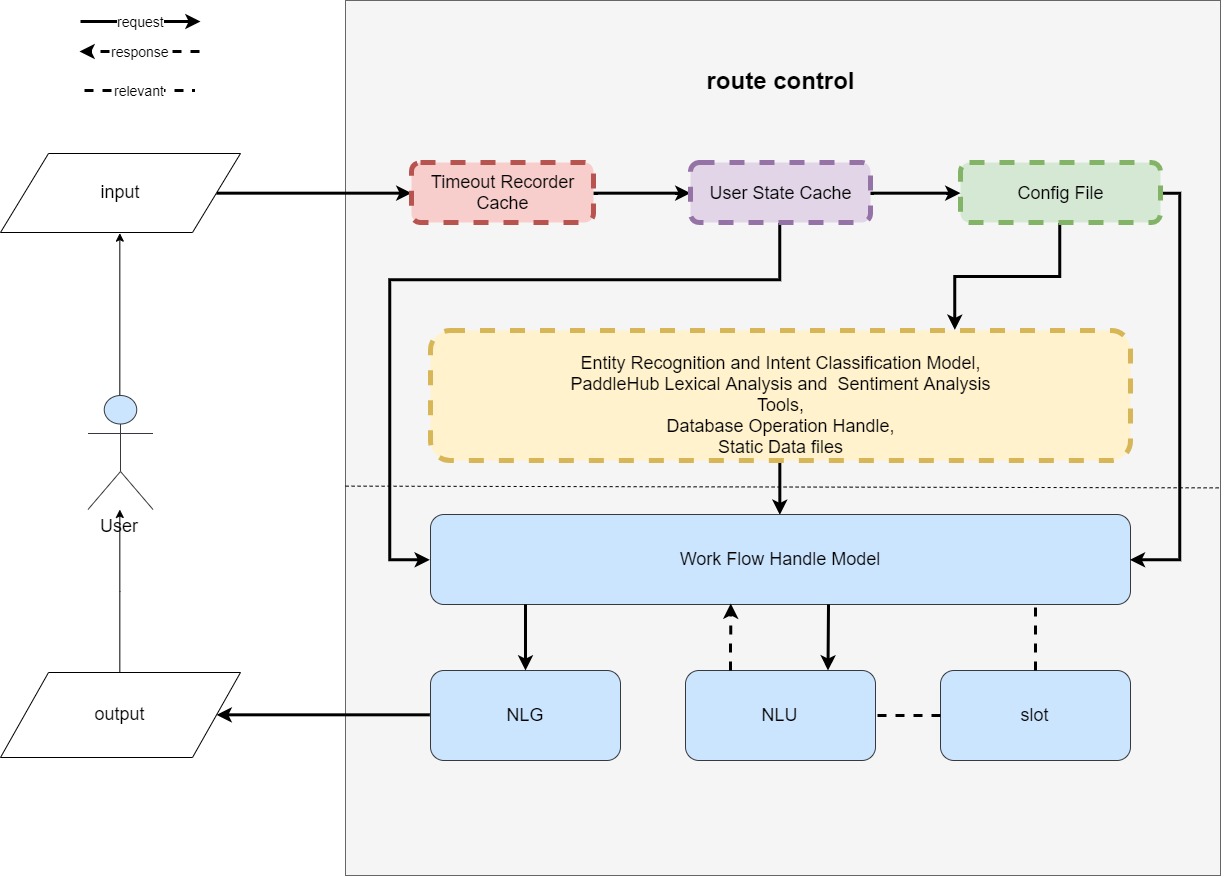 request
response
relevant
route control
input
Timeout Recorder
Cache
User State Cache
Config File
Entity Recognition and Intent Classification Model,
PaddleHub Lexical Analysis and  Sentiment Analysis
Tools,
Database Operation Handle,
Static Data files
User
Work Flow Handle Model
output
NLG
NLU
slot